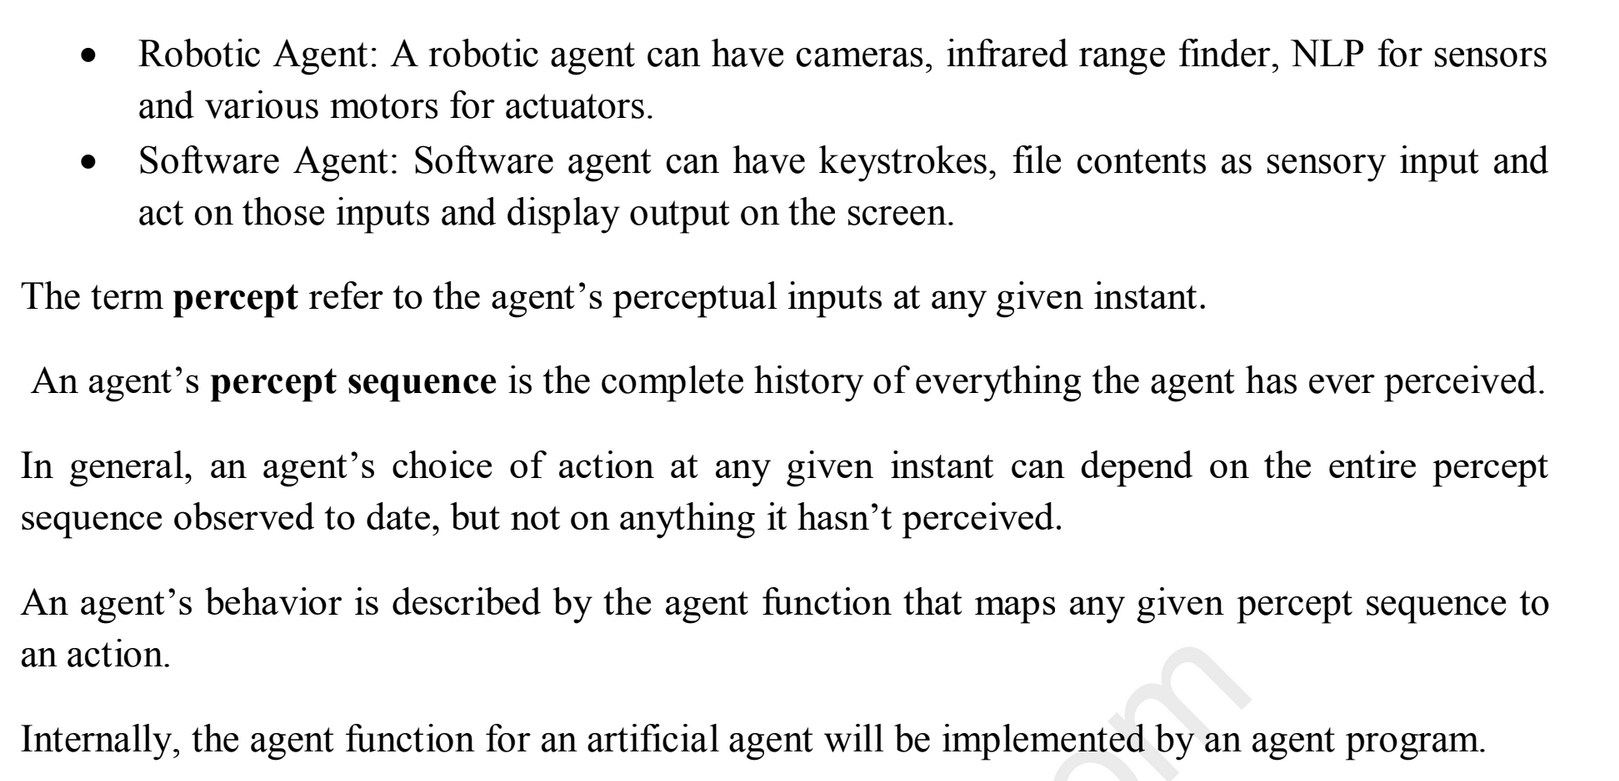 • Robotic Agent: A robotic agent can have cameras, infrared range finder, NLP for sensors
and various motors for actuators.
• Software Agent: Software agent can have keystrokes, file contents as sensory input and
act on those inputs and display output on the screen.
The term percept refer to the agent’s perceptual inputs at any given instant.
An agent’s percept sequence is the complete history of everything the agent has ever perceived.
In general, an agent’s choice of action at any given instant can depend on the entire percept
sequence observed to date, but not on anything it hasn’t perceived.
An agent’s behavior is described by the agent function that maps any given percept sequence to
an action.
Internally, the agent function for an artificial agent will be implemented by an agent program.